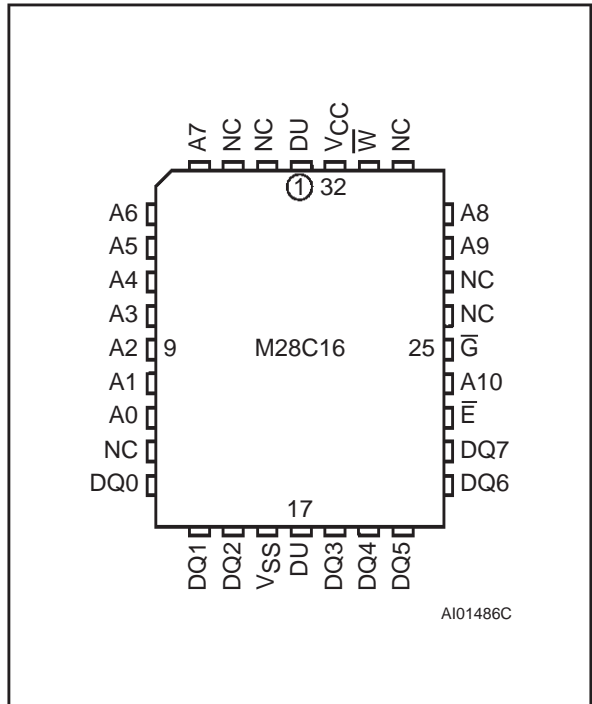 A7 NC NC DU VCC W̅ NC
1 32
A6 A8
A5 A9
A4 NC
A3 NC
A2 9 M28C16 25 G̅
A1 A10
A0 E̅
NC DQ7
DQ0 DQ6
17
DQ1 DQ2 VSS DU DQ3 DQ4 DQ5
AI01486C